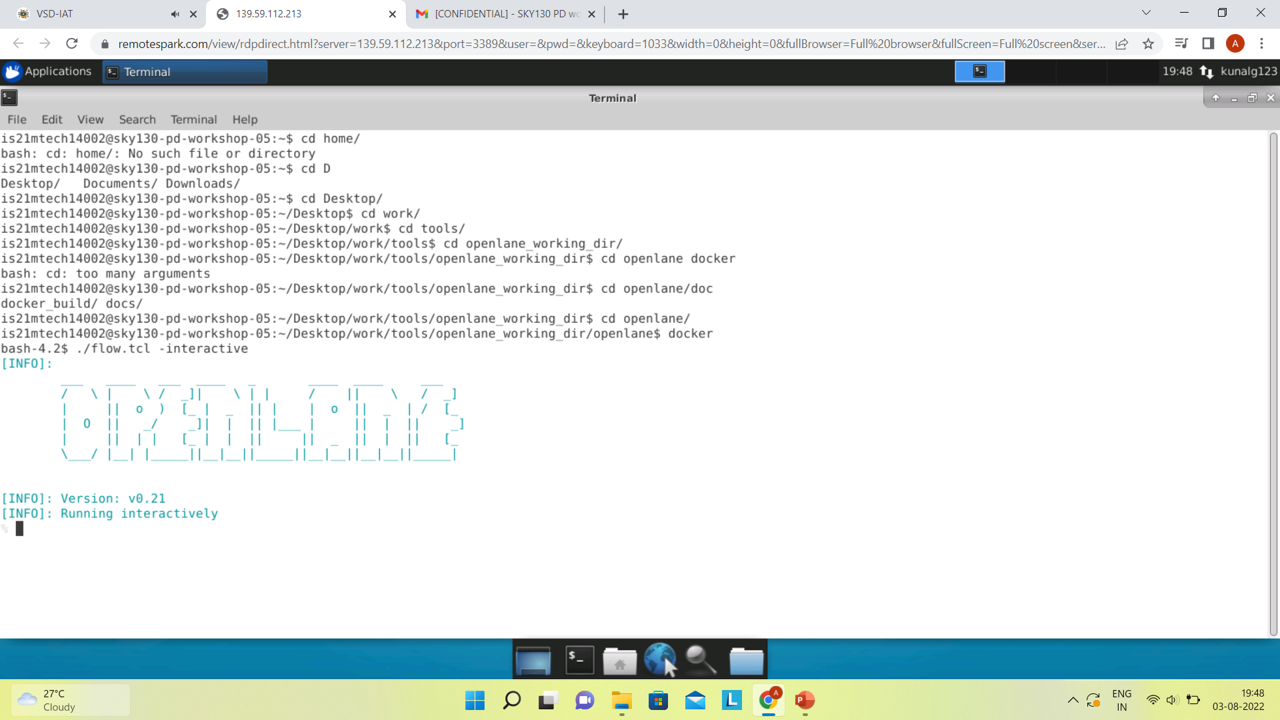 VSD-IAT
139.59.112.213
[CONFIDENTIAL] - SKY130 PD wo
remotespark.com/view/rdpdirect.html?server=139.59.112.213&port=3389&user=&pwd=&keyboard=1033&width=0&height=0&fullBrowser=Full%20browser&fullScreen=Full%20screen&ser...
A
Applications
Terminal
19:48
kunalg123
Terminal
File Edit View Search Terminal Help
is21mtech14002@sky130-pd-workshop-05:~$ cd home/
bash: cd: home/: No such file or directory
is21mtech14002@sky130-pd-workshop-05:~$ cd D
Desktop/ Documents/ Downloads/
is21mtech14002@sky130-pd-workshop-05:~$ cd Desktop/
is21mtech14002@sky130-pd-workshop-05:~/Desktop$ cd work/
is21mtech14002@sky130-pd-workshop-05:~/Desktop/work$ cd tools/
is21mtech14002@sky130-pd-workshop-05:~/Desktop/work/tools$ cd openlane_working_dir/
is21mtech14002@sky130-pd-workshop-05:~/Desktop/work/tools/openlane_working_dir$ cd openlane docker
bash: cd: too many arguments
is21mtech14002@sky130-pd-workshop-05:~/Desktop/work/tools/openlane_working_dir$ cd openlane/doc
docker_build/ docs/
is21mtech14002@sky130-pd-workshop-05:~/Desktop/work/tools/openlane_working_dir$ cd openlane/
is21mtech14002@sky130-pd-workshop-05:~/Desktop/work/tools/openlane_working_dir/openlane$ docker
bash-4.2$ ./flow.tcl -interactive
[INFO]:
OPENLANE
[INFO]: Version: v0.21
[INFO]: Running interactively
%
27°C
Cloudy
ENG
IN
19:48
03-08-2022